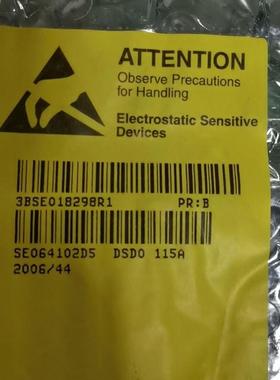 ATTENTION
Observe Precautions
for Handling
Electrostatic Sensitive
Devices
3BSE018298R1 PR:B
SE064102D5 DSDO 115A
2006/44